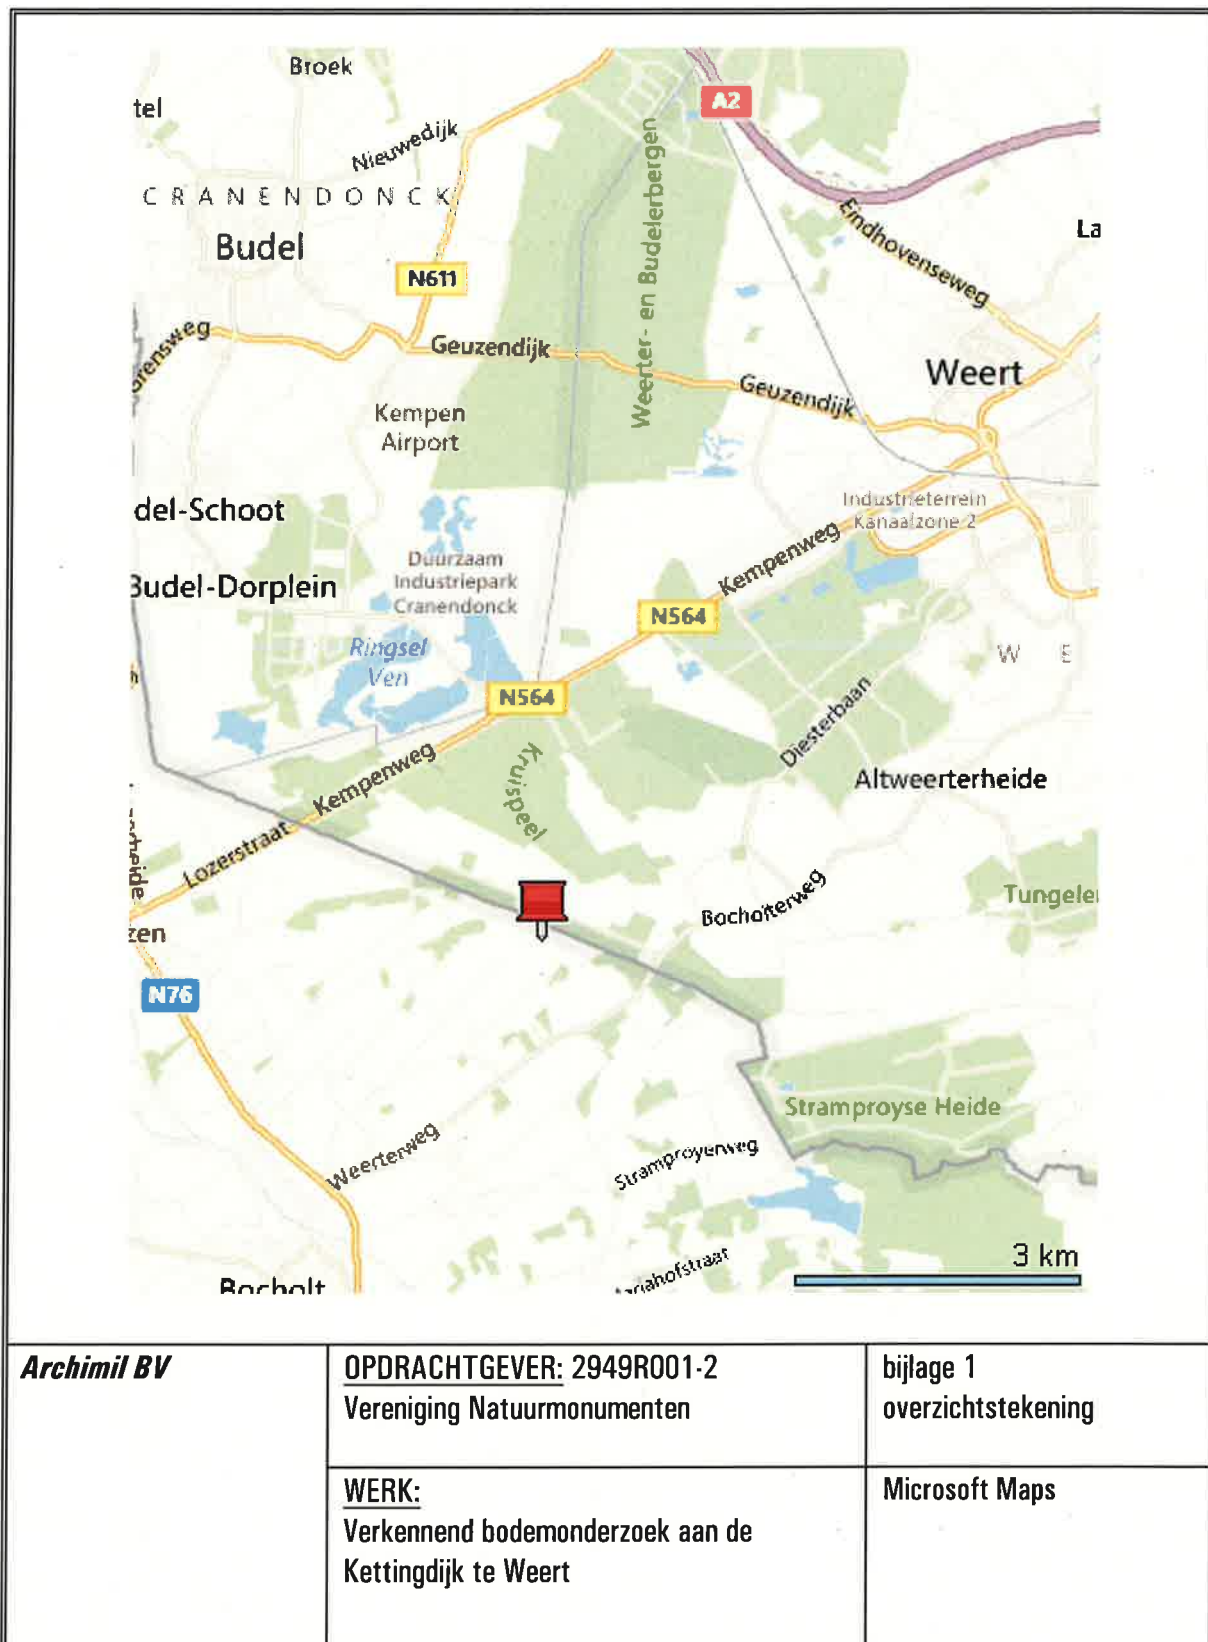 Broek
tel
A2
Nieuwedijk
CRANENDONCK
Budel
N611
Weerter- en Budelerbergen
Eindhovenseweg
La
Geuzendijk
Geuzendijk
Weert
Kempen
Airport
del-Schoot
Industrieterrein
Kanaalzone 2
Kempenweg
Duurzaam
Industriepark
Cranendonck
Budel-Dorplein
N564
Ringsel
Ven
W E
N564
Diesterbaan
Kempenweg
Kruispeel
Altweerterheide
Lozerstraat
Bocholterweg
Tungeler
zen
N76
Stramproyse Heide
Weerterweg
Stramproyerweg
3 km
Bocholt
Archimil BV
OPDRACHTGEVER: 2949R001-2
Vereniging Natuurmonumenten
bijlage 1
overzichtstekening
WERK:
Verkennend bodemonderzoek aan de
Kettingdijk te Weert
Microsoft Maps